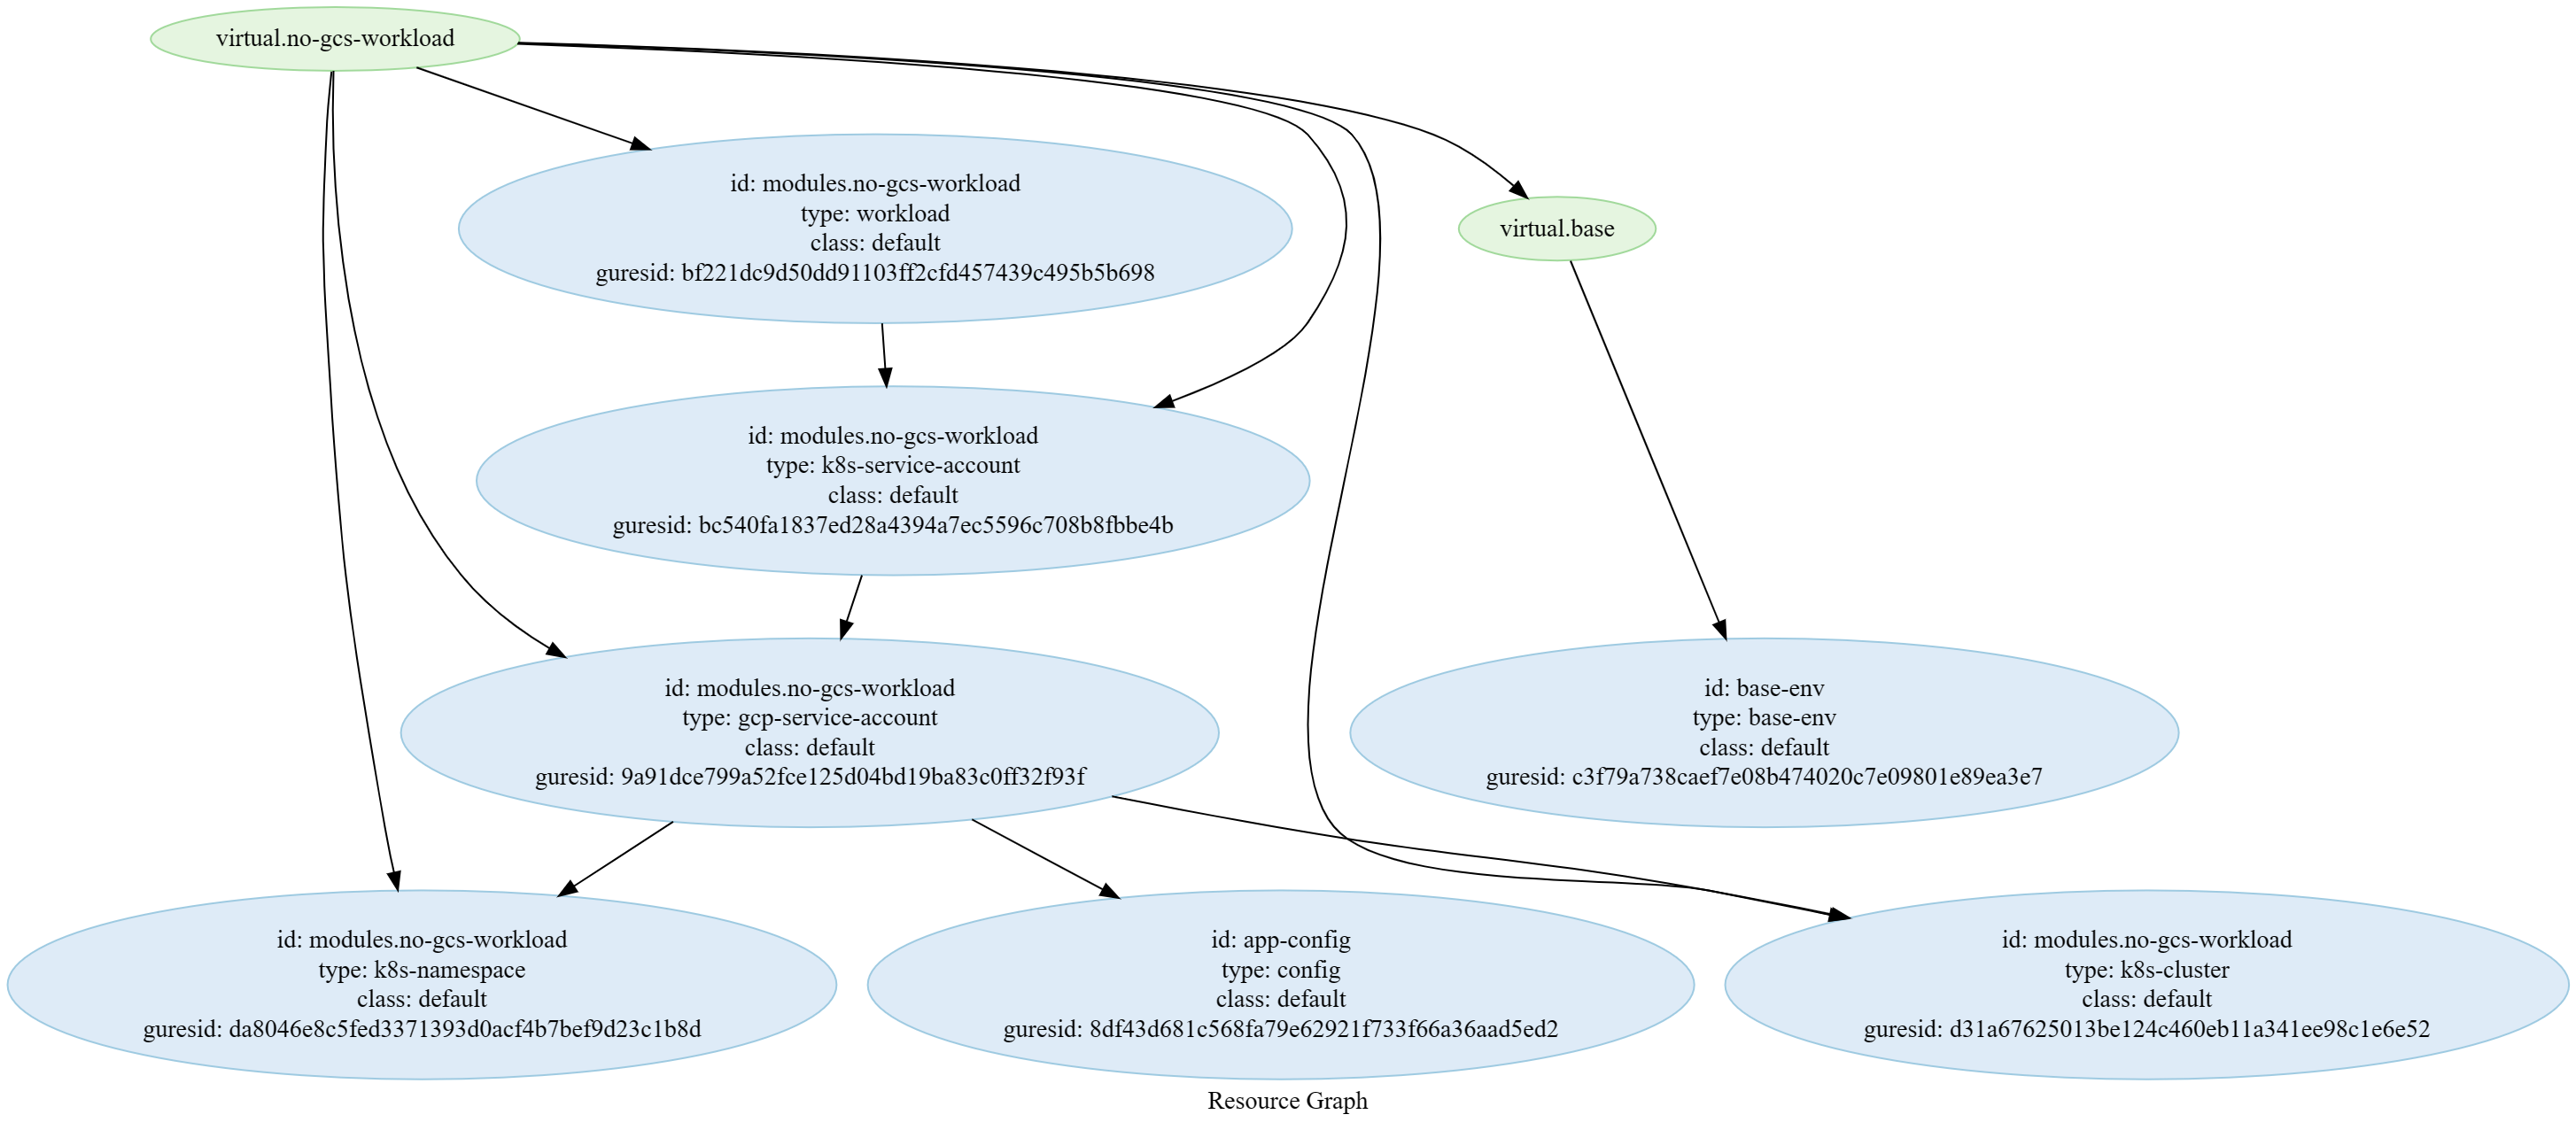 virtual.no-gcs-workload
id: modules.no-gcs-workload
type: workload
class: default
guresid: bf221dc9d50dd91103ff2cfd457439c495b5b698
virtual.base
id: modules.no-gcs-workload
type: k8s-service-account
class: default
guresid: bc540fa1837ed28a4394a7ec5596c708b8fbbe4b
id: modules.no-gcs-workload
type: gcp-service-account
class: default
guresid: 9a91dce799a52fce125d04bd19ba83c0ff32f93f
id: base-env
type: base-env
class: default
guresid: c3f79a738caef7e08b474020c7e09801e89ea3e7
id: modules.no-gcs-workload
type: k8s-namespace
class: default
guresid: da8046e8c5fed3371393d0acf4b7bef9d23c1b8d
id: app-config
type: config
class: default
guresid: 8df43d681c568fa79e62921f733f66a36aad5ed2
id: modules.no-gcs-workload
type: k8s-cluster
class: default
guresid: d31a67625013be124c460eb11a341ee98c1e6e52
Resource Graph